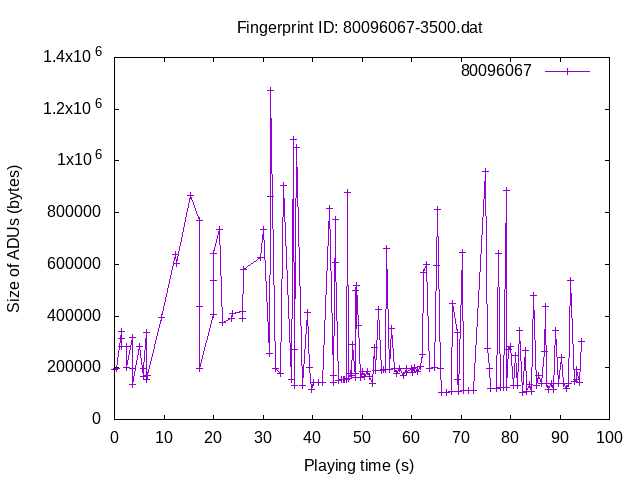 Fingerprint ID: 80096067-3500.dat
1.4x10^6
80096067
1.2x10^6
1x10^6
800000
600000
400000
200000
0
Size of ADUs (bytes)
0 10 20 30 40 50 60 70 80 90 100
Playing time (s)